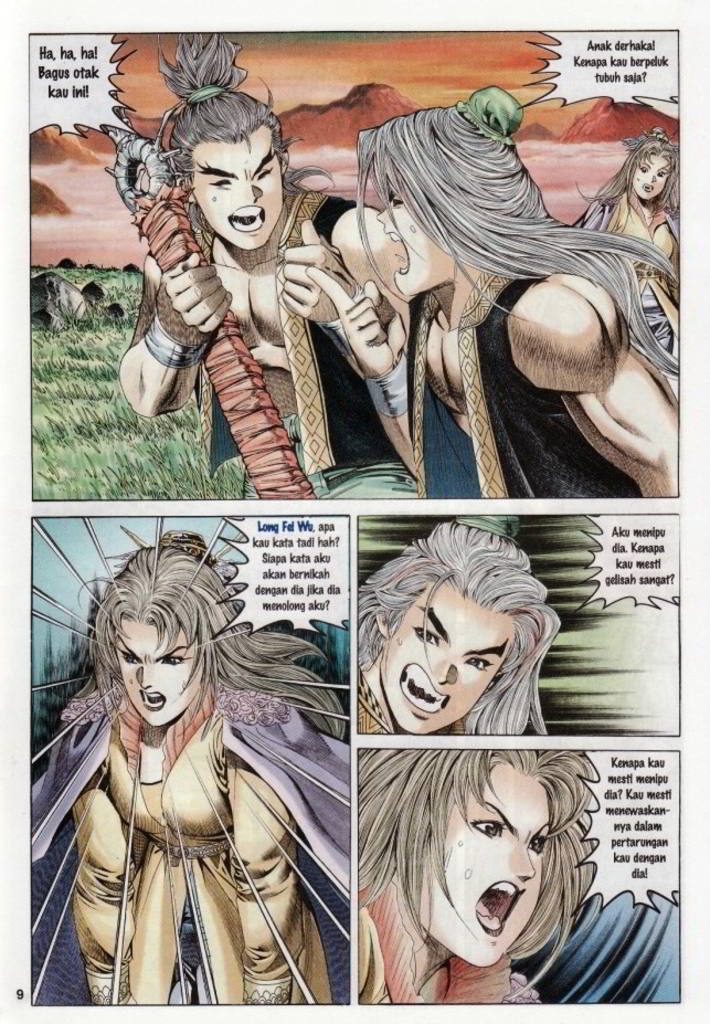 Ha, ha, ha!
Bagus otak
kau ini!
Anak derhaka!
Kenapa kau berpeluk
tubuh saja?
Long Fei Wu, apa
kau kata tadi hah?
Siapa kata aku
akan bernikah
dengan dia jika dia
menolong aku?
Aku menipu
dia. Kenapa
kau mesti
gelisah sangat?
Kenapa kau
mesti menipu
dia? Kau mesti
menewaskan-
nya dalam
pertarungan
kau dengan
dia!
9